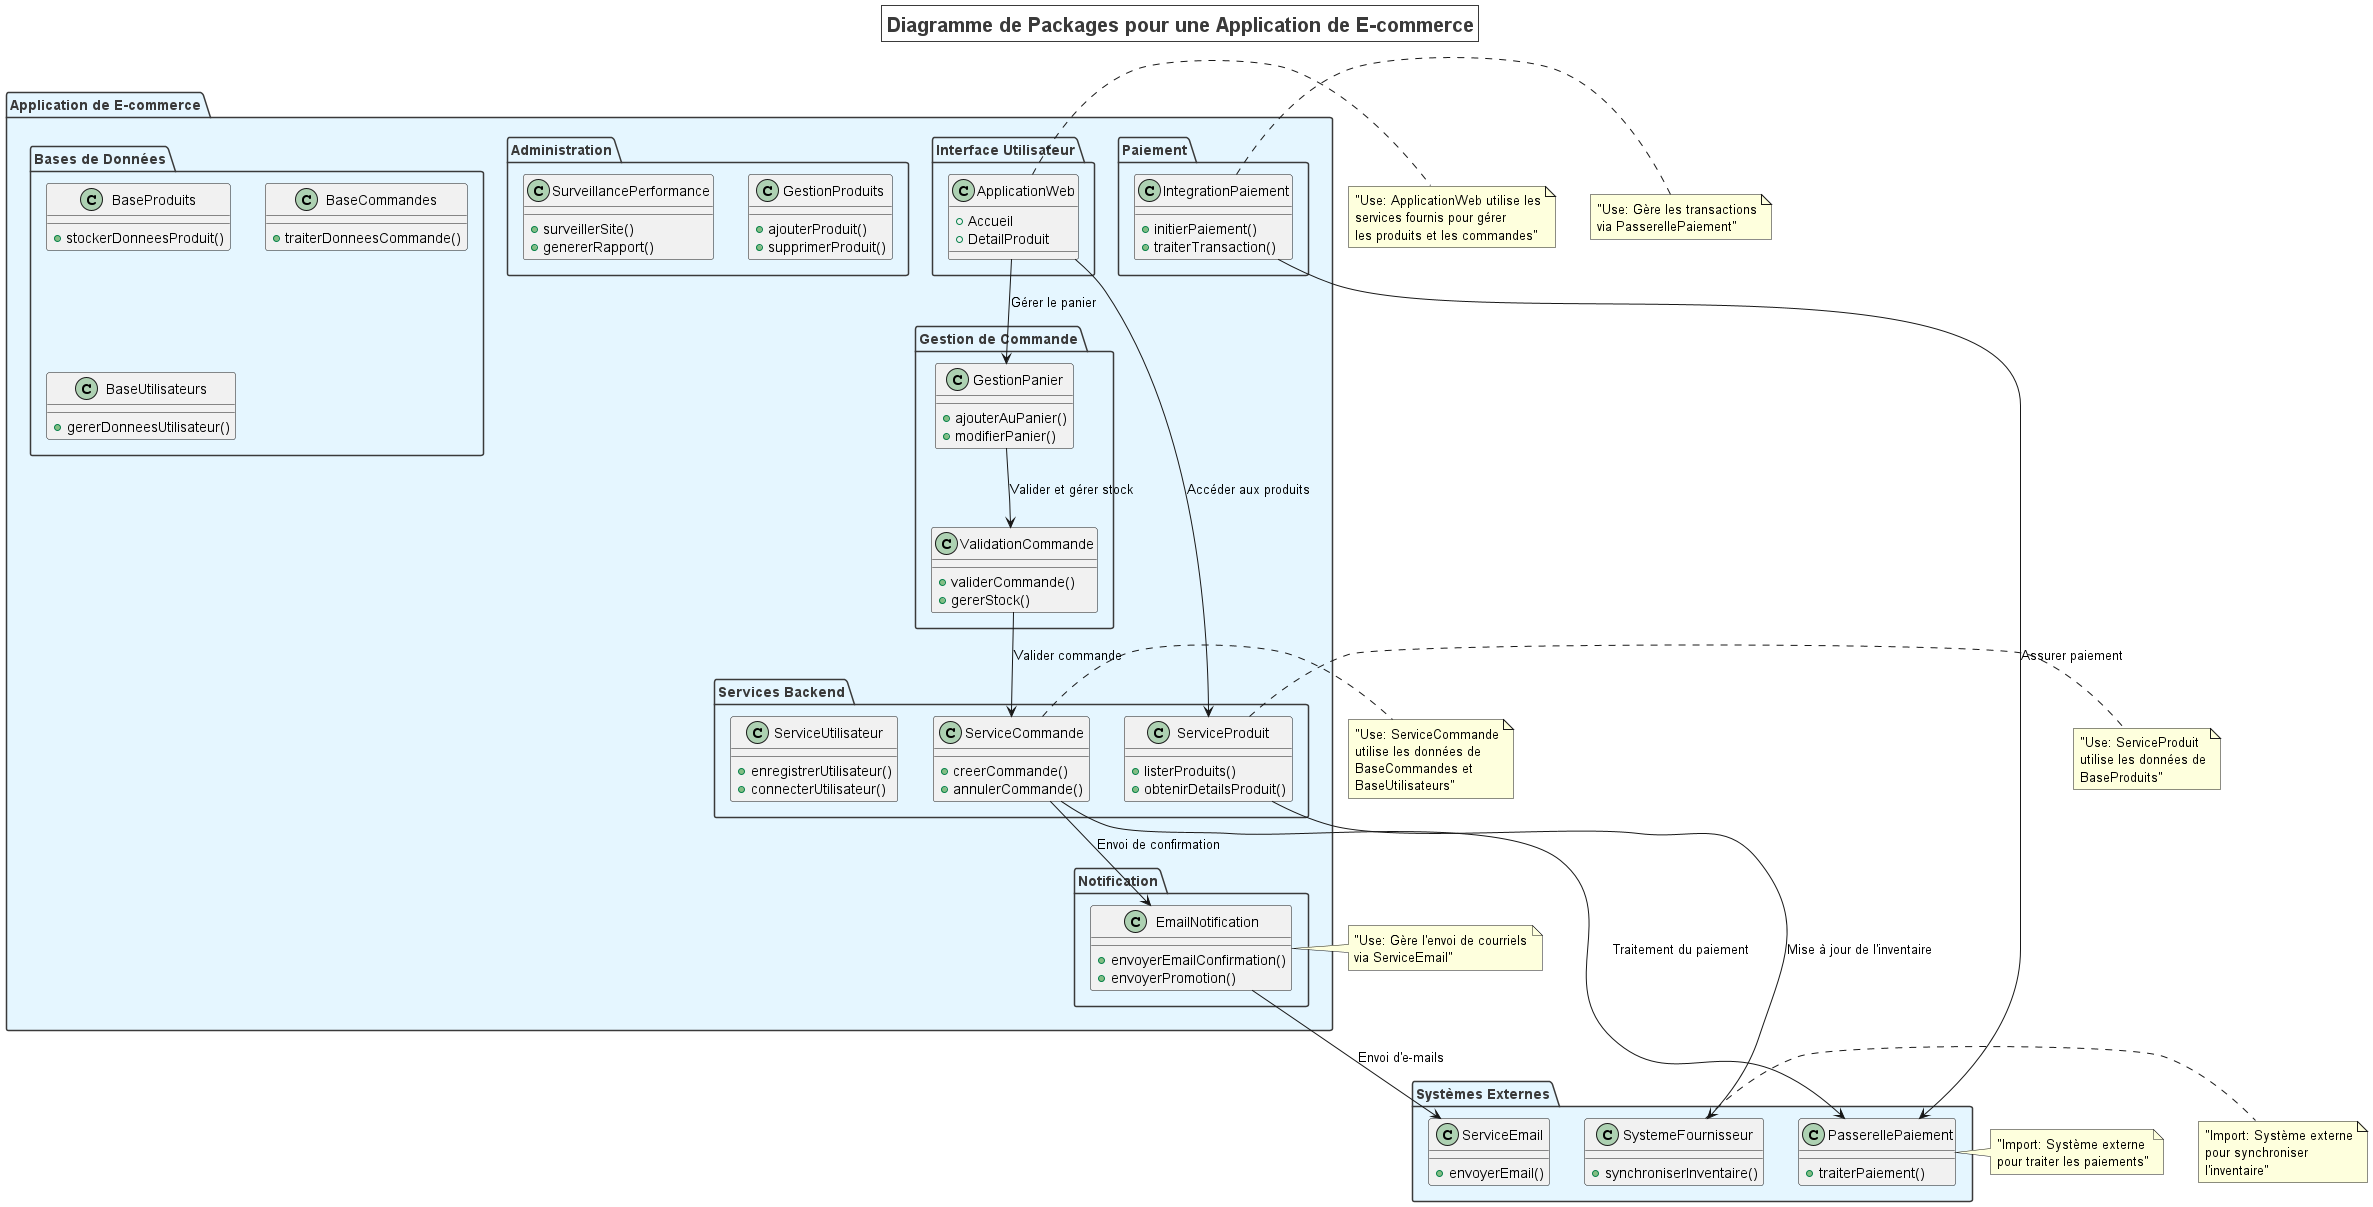 Diagramme de Packages pour une Application de E-commerce
Application de E-commerce
Bases de Données
C BaseProduits
stockerDonneesProduit()
C BaseCommandes
traiterDonneesCommande()
C BaseUtilisateurs
gererDonneesUtilisateur()
Administration
C SurveillancePerformance
surveillerSite()
genererRapport()
C GestionProduits
ajouterProduit()
supprimerProduit()
Interface Utilisateur
C ApplicationWeb
Accueil
DetailProduit
Paiement
C IntegrationPaiement
initierPaiement()
traiterTransaction()
"Use: ApplicationWeb utilise les
services fournis pour gérer
les produits et les commandes"
"Use: Gère les transactions
via PasserellePaiement"
Gérer le panier
Gestion de Commande
C GestionPanier
ajouterAuPanier()
modifierPanier()
Valider et gérer stock
Accéder aux produits
C ValidationCommande
validerCommande()
gererStock()
Valider commande
Assurer paiement
Services Backend
C ServiceUtilisateur
enregistrerUtilisateur()
connecterUtilisateur()
C ServiceCommande
creerCommande()
annulerCommande()
C ServiceProduit
listerProduits()
obtenirDetailsProduit()
"Use: ServiceCommande
utilise les données de
BaseCommandes et
BaseUtilisateurs"
"Use: ServiceProduit
utilise les données de
BaseProduits"
Envoi de confirmation
Notification
C EmailNotification
envoyerEmailConfirmation()
envoyerPromotion()
"Use: Gère l'envoi de courriels
via ServiceEmail"
Traitement du paiement
Mise à jour de l'inventaire
Envoi d'e-mails
Systèmes Externes
C ServiceEmail
envoyerEmail()
C SystemeFournisseur
synchroniserInventaire()
C PasserellePaiement
traiterPaiement()
"Import: Système externe
pour traiter les paiements"
"Import: Système externe
pour synchroniser
l'inventaire"